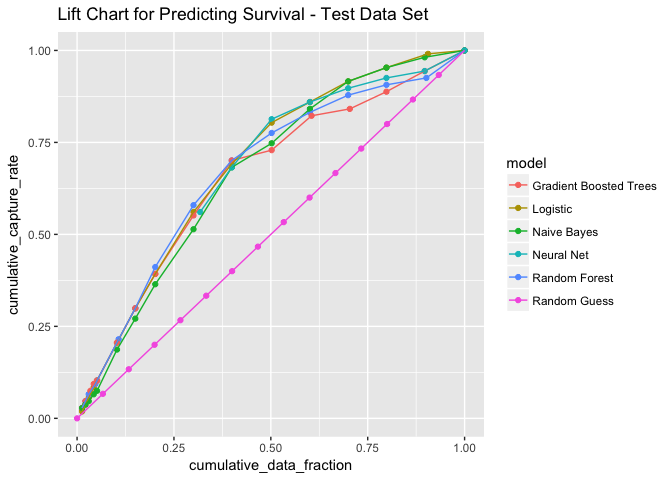 Lift Chart for Predicting Survival - Test Data Set
cumulative_capture_rate
1.00
0.75
0.50
0.25
0.00
0.00 0.25 0.50 0.75 1.00
cumulative_data_fraction
model
Gradient Boosted Trees
Logistic
Naive Bayes
Neural Net
Random Forest
Random Guess